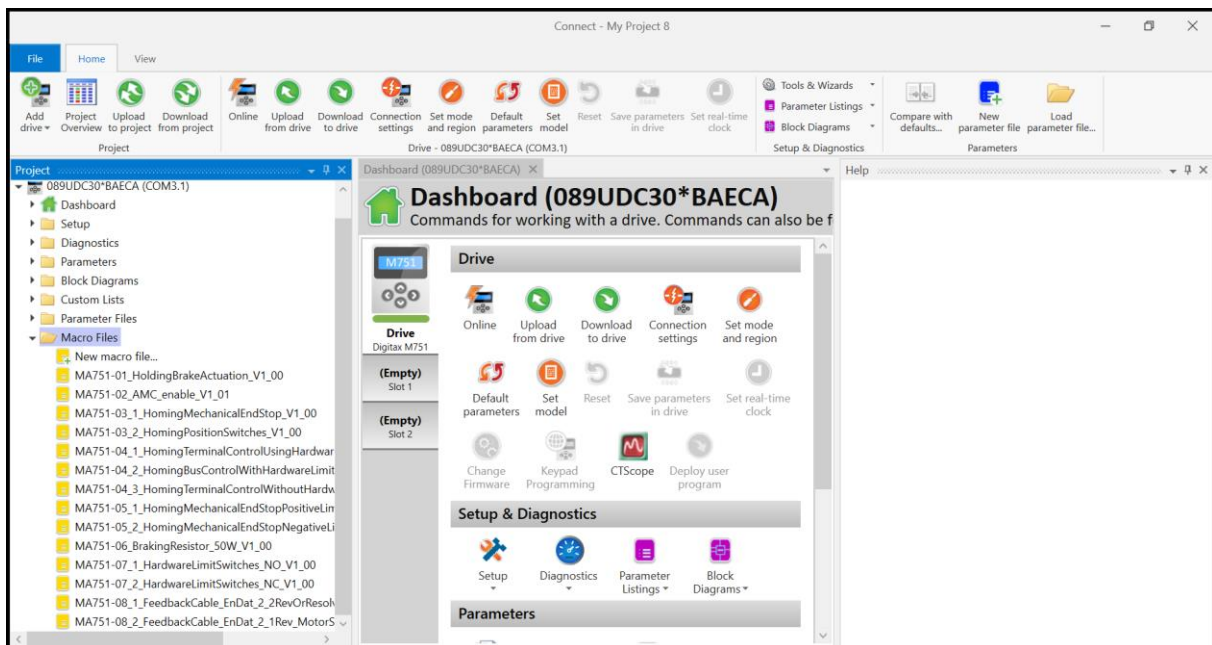 Connect - My Project 8
File Home View
Add drive
Project Overview
Upload to project
Download from project
Online
Upload from drive
Download to drive
Connection settings
Set mode and region
Default parameters
Set model
Reset
Save parameters in drive
Set real-time clock
Tools & Wizards
Parameter Listings
Block Diagrams
Compare with defaults...
New parameter file
Load parameter file...
Project
Drive - 089UDC30*BAECA (COM3.1)
Setup & Diagnostics
Parameters
Project
089UDC30*BAECA (COM3.1)
Dashboard
Setup
Diagnostics
Parameters
Block Diagrams
Custom Lists
Parameter Files
Macro Files
New macro file...
MA751-01_HoldingBrakeActuation_V1_00
MA751-02_AMC_enable_V1_01
MA751-03_1_HomingMechanicalEndStop_V1_00
MA751-03_2_HomingPositionSwitches_V1_00
MA751-04_1_HomingTerminalControlUsingHardwar
MA751-04_2_HomingBusControlWithHardwareLimit
MA751-04_3_HomingTerminalControlWithoutHardw
MA751-05_1_HomingMechanicalEndStopPositiveLim
MA751-05_2_HomingMechanicalEndStopNegativeLi
MA751-06_BrakingResistor_50W_V1_00
MA751-07_1_HardwareLimitSwitches_NO_V1_00
MA751-07_2_HardwareLimitSwitches_NC_V1_00
MA751-08_1_FeedbackCable_EnDat_2_2RevOrResolv
MA751-08_2_FeedbackCable_EnDat_2_1Rev_MotorS
Dashboard (089UDC30*BAECA)
Dashboard (089UDC30*BAECA)
Commands for working with a drive. Commands can also be f
M751
Drive
Digitax M751
(Empty)
Slot 1
(Empty)
Slot 2
Drive
Online
Upload from drive
Download to drive
Connection settings
Set mode and region
Default parameters
Set model
Reset
Save parameters in drive
Set real-time clock
Change Firmware
Keypad Programming
CTScope
Deploy user program
Setup & Diagnostics
Setup
Diagnostics
Parameter Listings
Block Diagrams
Parameters
Help